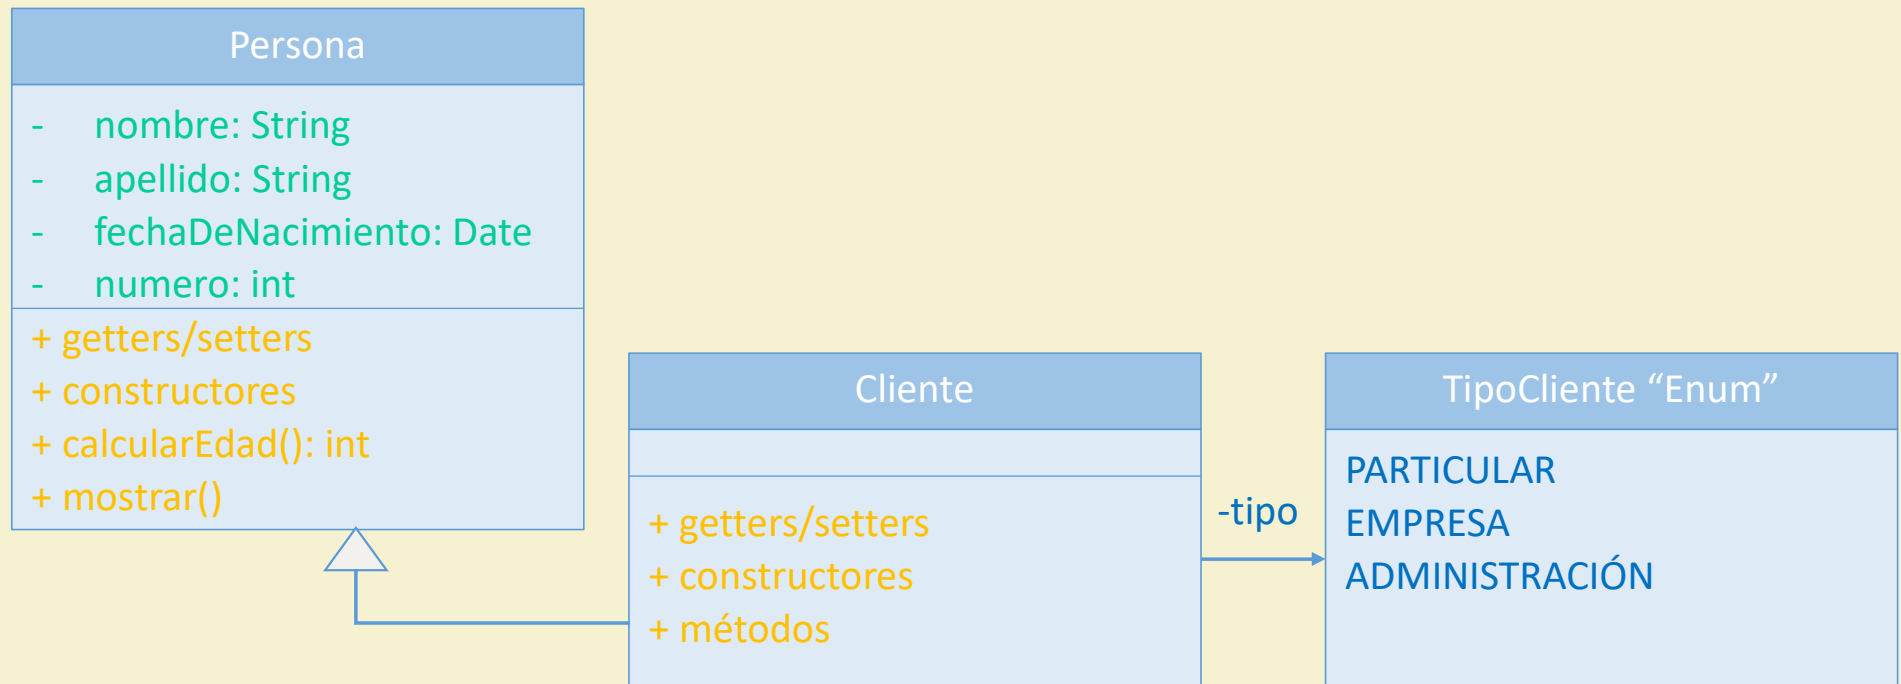 Persona
- nombre: String
- apellido: String
- fechaDeNacimiento: Date
- numero: int
+ getters/setters
+ constructores
+ calcularEdad(): int
+ mostrar()
Cliente
+ getters/setters
+ constructores
+ métodos
-tipo
TipoCliente “Enum”
PARTICULAR
EMPRESA
ADMINISTRACIÓN